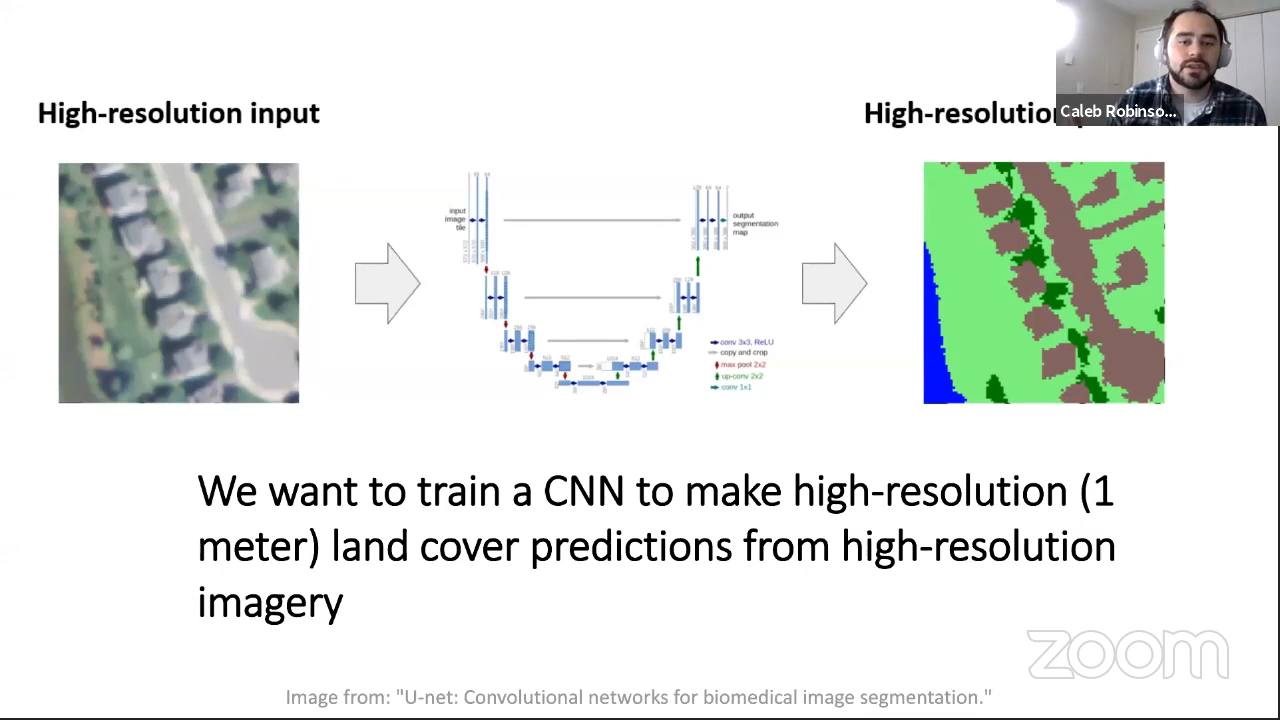 Caleb Robinso...
High-resolution input
High-resolution
input
image
tile
output
segmentation
map
conv 3x3, ReLU
copy and crop
max pool 2x2
up-conv 2x2
conv 1x1
We want to train a CNN to make high-resolution (1
meter) land cover predictions from high-resolution
imagery
zoom
Image from: "U-net: Convolutional networks for biomedical image segmentation."